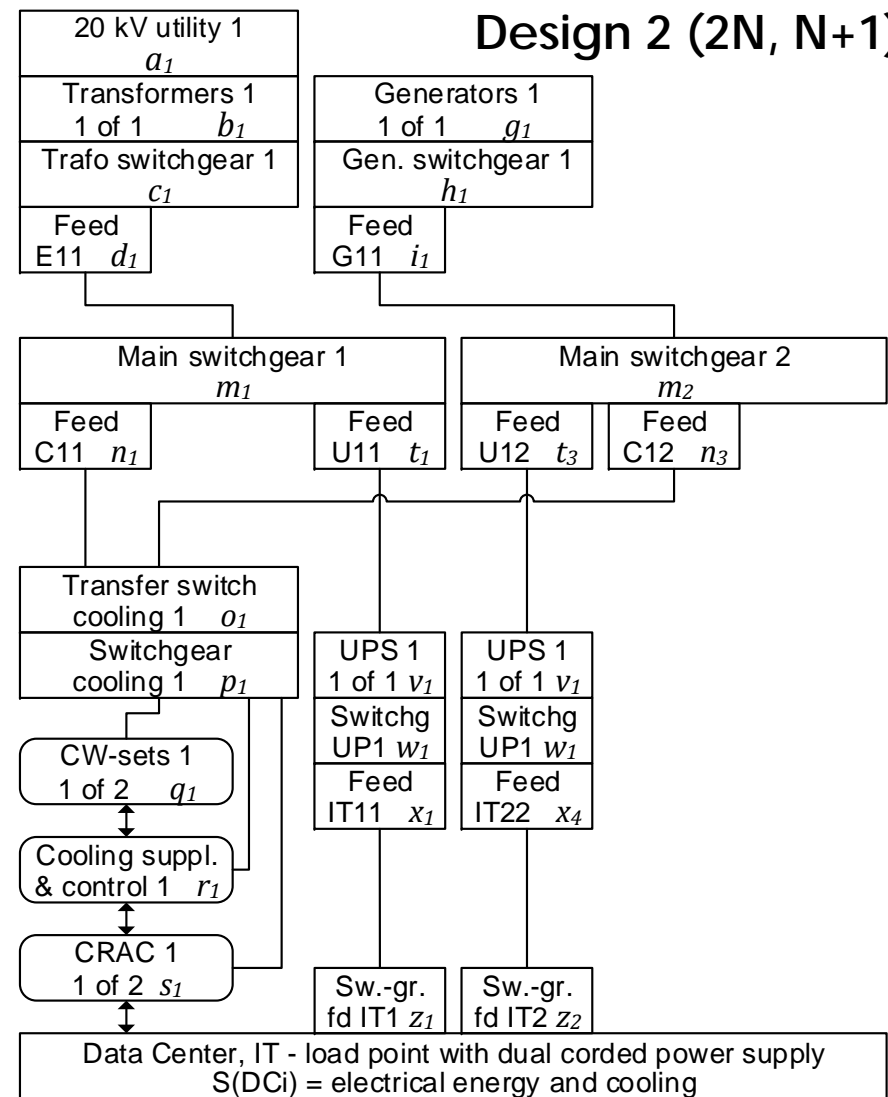 Design 2 (2N, N+1)
20 kV utility 1
a1
Transformers 1
1 of 1 b1
Trafo switchgear 1
c1
Feed
E11 d1
Generators 1
1 of 1 g1
Gen. switchgear 1
h1
Feed
G11 i1
Main switchgear 1
m1
Main switchgear 2
m2
Feed
C11 n1
Feed
U11 t1
Feed
U12 t3
Feed
C12 n3
Transfer switch
cooling 1 o1
Switchgear
cooling 1 p1
UPS 1
1 of 1 v1
Switchg
UP1 w1
Feed
IT11 x1
UPS 1
1 of 1 v1
Switchg
UP1 w1
Feed
IT22 x4
CW-sets 1
1 of 2 q1
Cooling suppl.
& control 1 r1
CRAC 1
1 of 2 s1
Sw.-gr.
fd IT1 z1
Sw.-gr.
fd IT2 z2
Data Center, IT - load point with dual corded power supply
S(DCi) = electrical energy and cooling